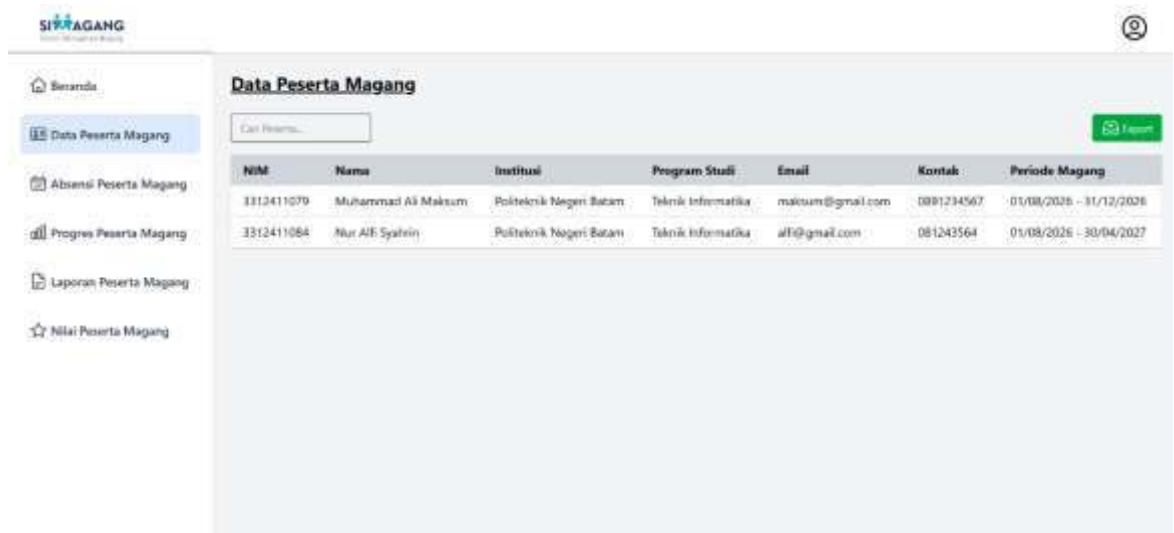 SIMAGANG
Beranda
Data Peserta Magang
Absensi Peserta Magang
Progres Peserta Magang
Laporan Peserta Magang
Nilai Peserta Magang
Data Peserta Magang
Cari Peserta...
Export
NIM Nama Institusi Program Studi Email Kontak Periode Magang
3312411079 Muhammad Ali Maksum Politeknik Negeri Batam Teknik Informatika maksum@gmail.com 0891234567 01/08/2026 - 31/12/2026
3312411084 Nur Alfi Syahrin Politeknik Negeri Batam Teknik Informatika alfi@gmail.com 081243564 01/08/2026 - 30/04/2027